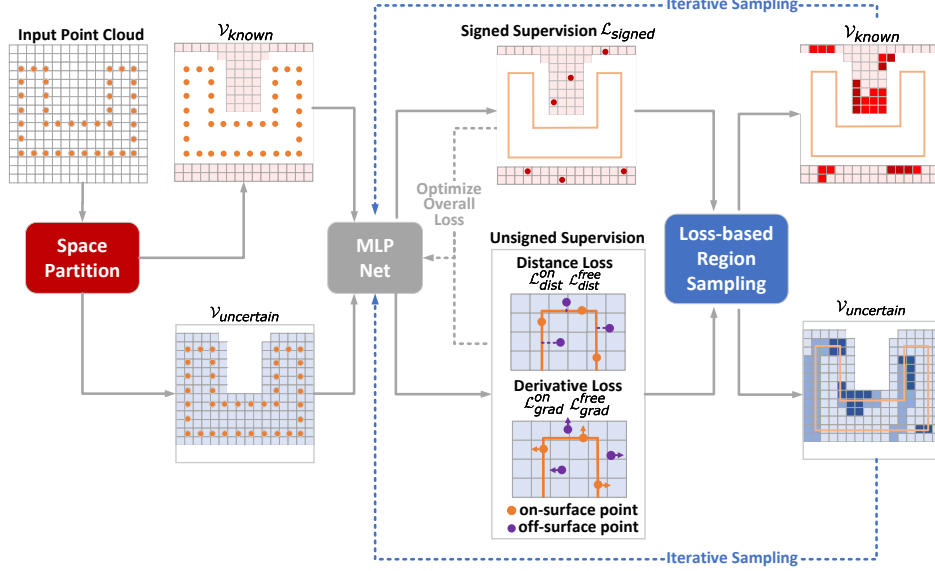 Iterative Sampling
Input Point Cloud
𝒱known
Signed Supervision ℒsigned
𝒱known
Space
Partition
MLP
Net
Optimize
Overall
Loss
Loss-based
Region
Sampling
Unsigned Supervision
Distance Loss
ℒ^on_dist ℒ^free_dist
𝒱uncertain
𝒱uncertain
Derivative Loss
ℒ^on_grad ℒ^free_grad
on-surface point
off-surface point
Iterative Sampling